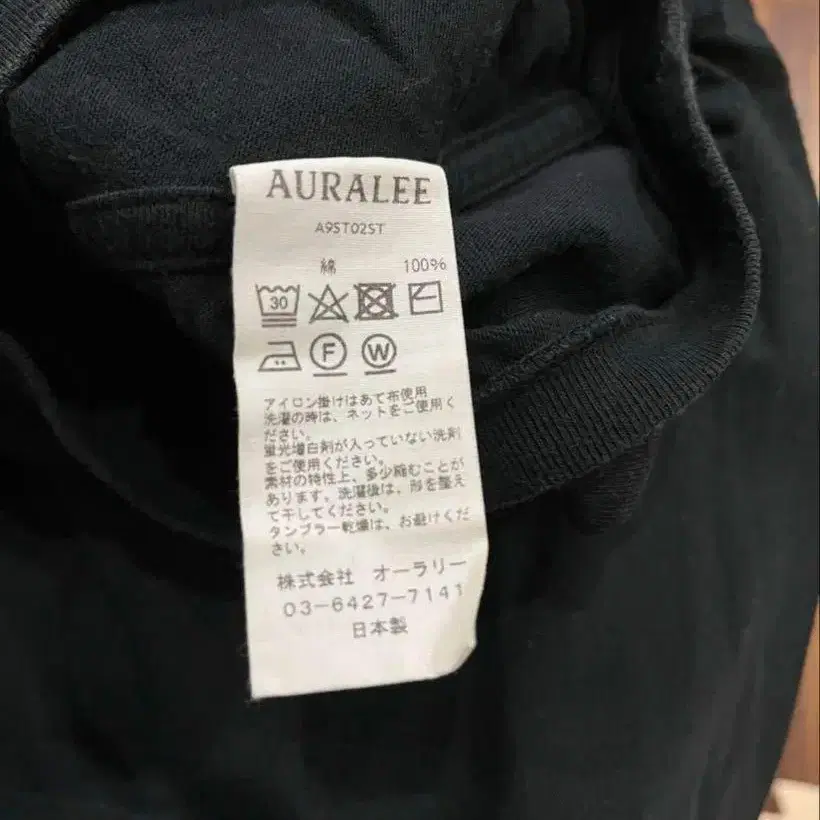 AURALEE
A9ST02ST
綿 100%
30
F W
アイロン掛けはあて布使用
洗濯の時は、ネットをご使用く
ださい。
蛍光増白剤が入っていない洗剤
をご使用ください。
素材の特性上、多少縮むことが
あります。洗濯後は、形を整え
て干してください。
タンブラー乾燥は、お避けくだ
さい。
株式会社 オーラリー
03-6427-7141
日本製